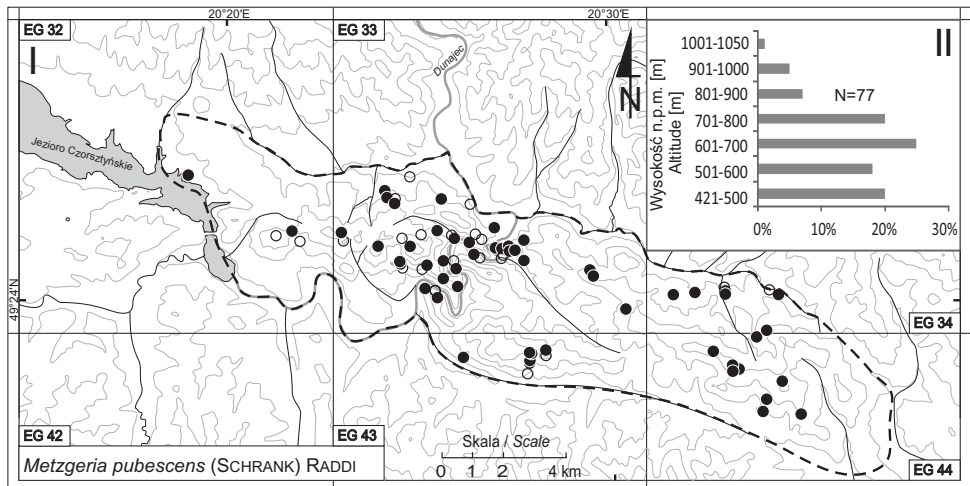 20°20'E
20°30'E
EG 32
EG 33
I
II
Dunajec
N
Jezioro Czorsztyńskie
49°24'N
Wysokość n.p.m. [m]
Altitude [m]
1001-1050
901-1000
801-900
701-800
601-700
501-600
421-500
N=77
0%
10%
20%
30%
EG 34
EG 42
EG 43
EG 44
Skala / Scale
0 1 2 4 km
Metzgeria pubescens (SCHRANK) RADDI